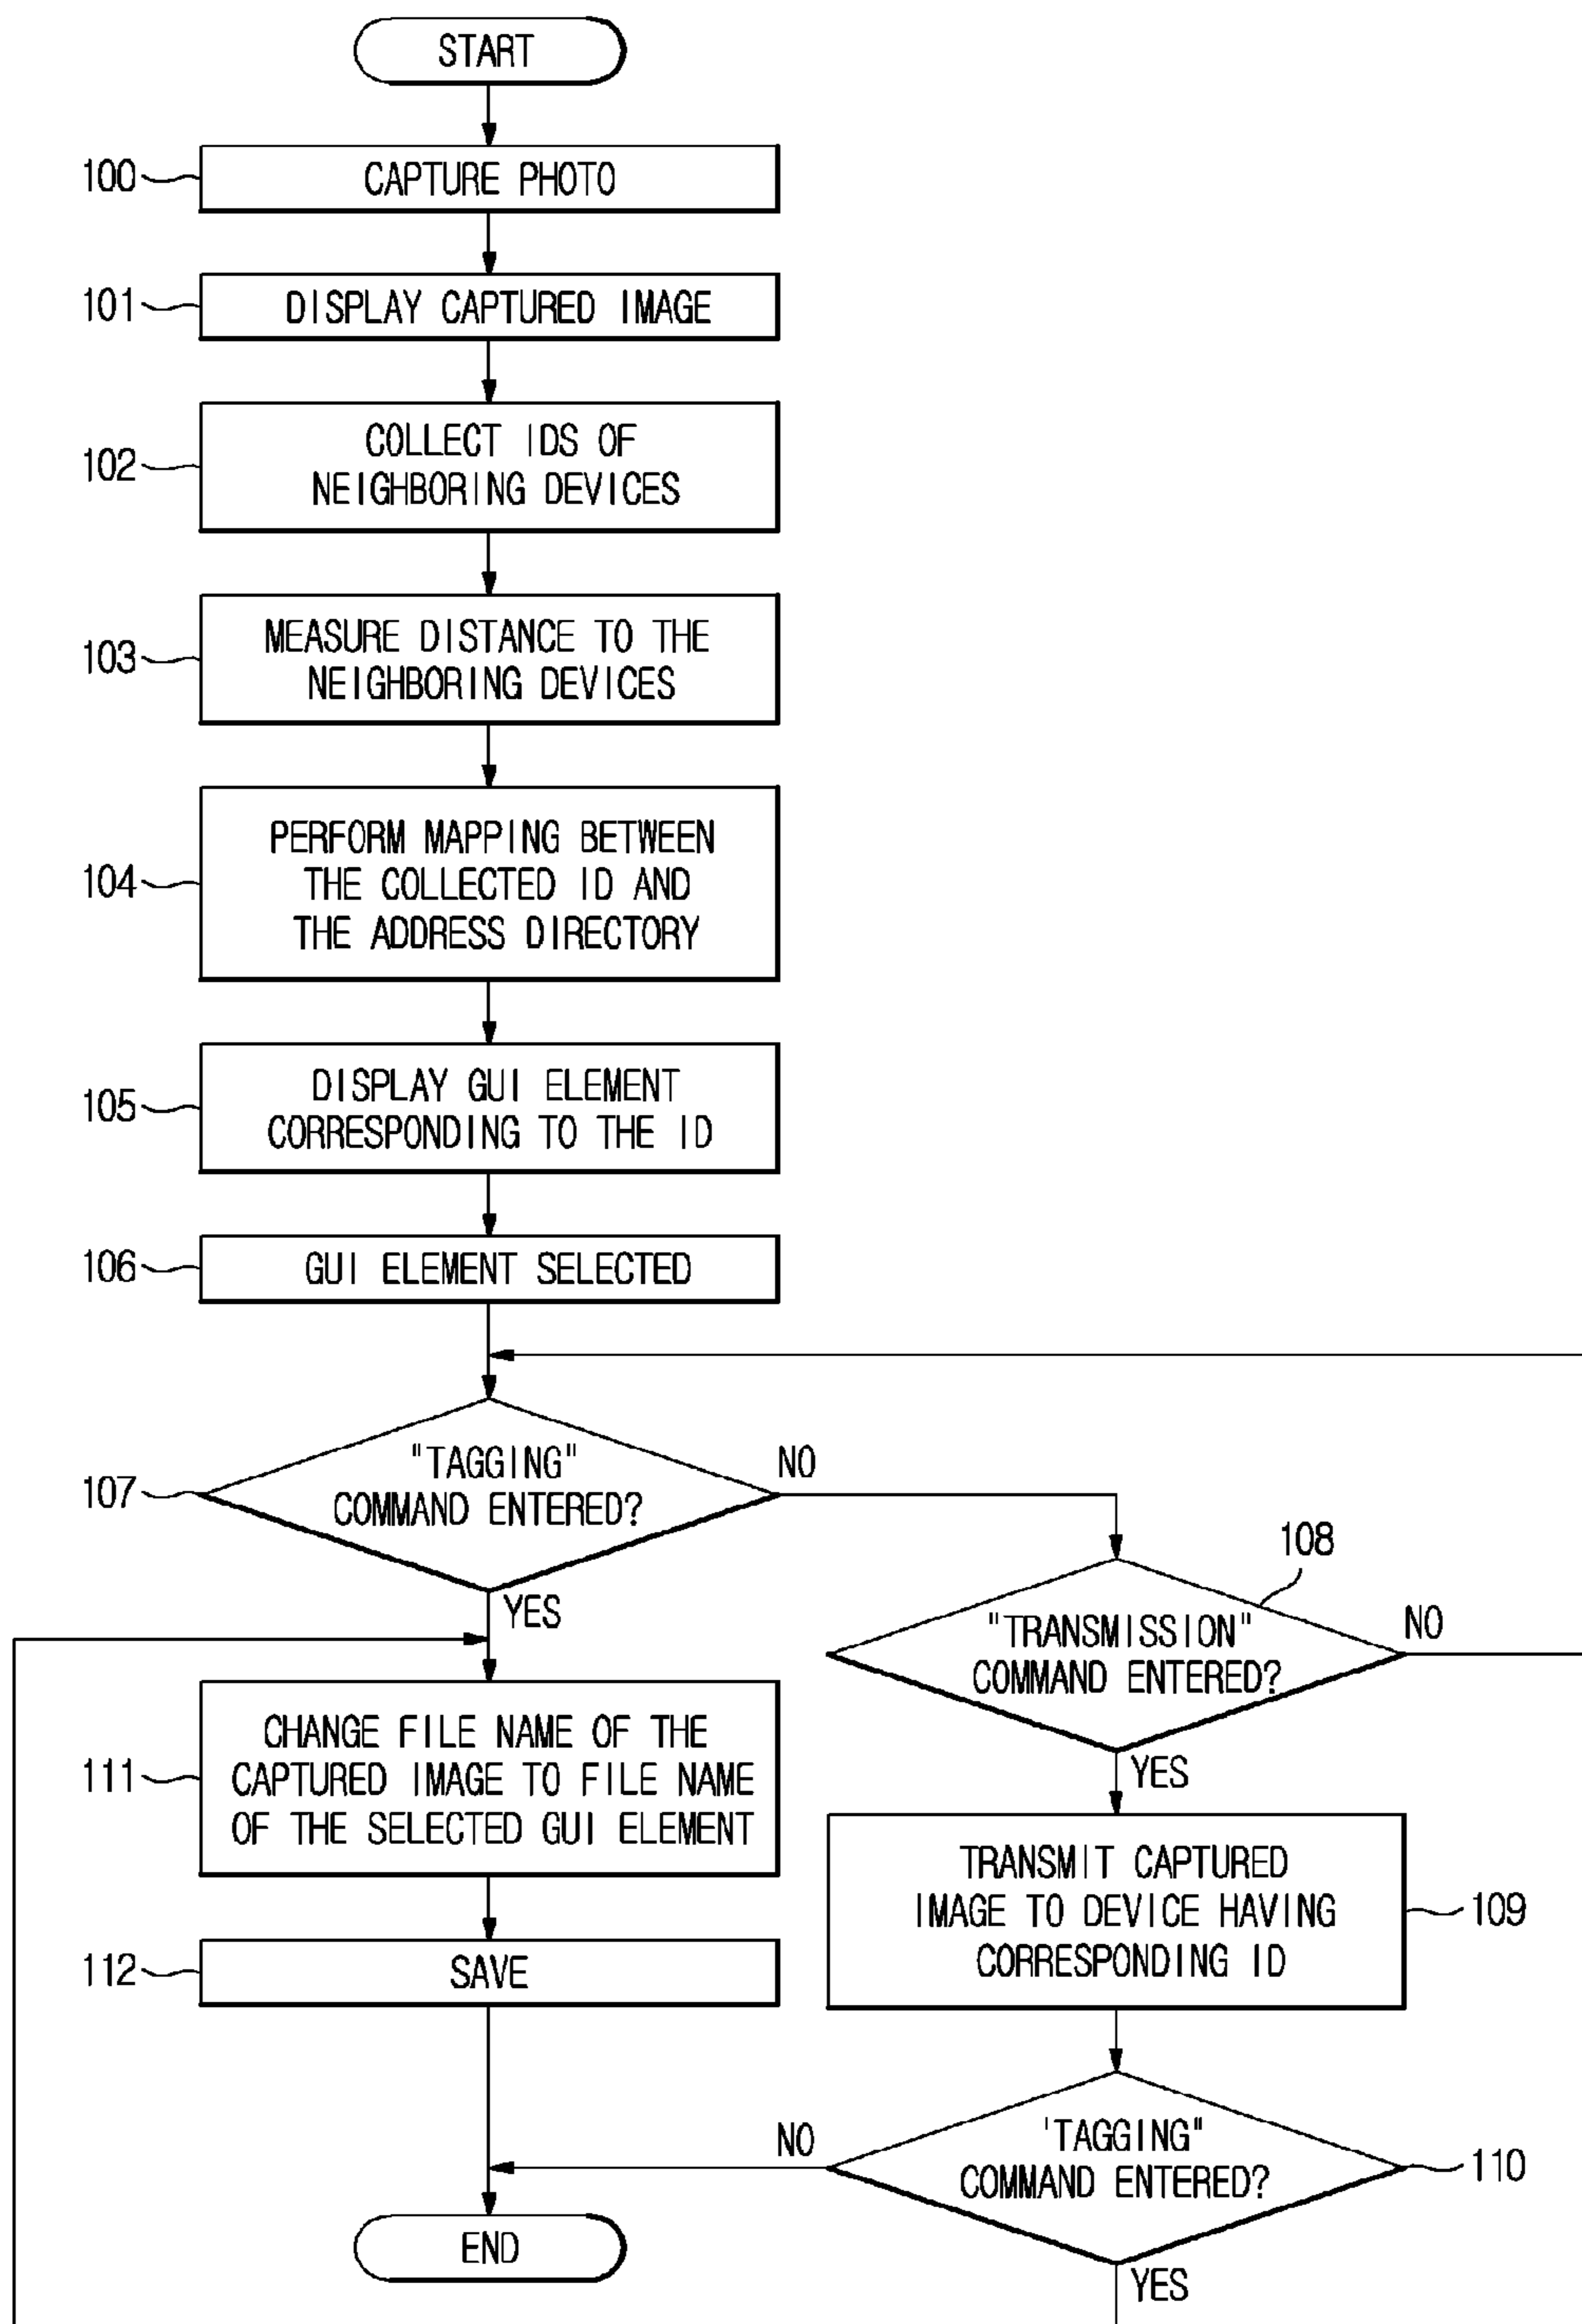 START
100
CAPTURE PHOTO
101
DISPLAY CAPTURED IMAGE
102
COLLECT IDS OF
NEIGHBORING DEVICES
103
MEASURE DISTANCE TO THE
NEIGHBORING DEVICES
104
PERFORM MAPPING BETWEEN
THE COLLECTED ID AND
THE ADDRESS DIRECTORY
105
DISPLAY GUI ELEMENT
CORRESPONDING TO THE ID
106
GUI ELEMENT SELECTED
107
"TAGGING"
COMMAND ENTERED?
NO
YES
108
"TRANSMISSION"
COMMAND ENTERED?
NO
YES
111
CHANGE FILE NAME OF THE
CAPTURED IMAGE TO FILE NAME
OF THE SELECTED GUI ELEMENT
TRANSMIT CAPTURED
IMAGE TO DEVICE HAVING
CORRESPONDING ID
109
112
SAVE
'TAGGING"
COMMAND ENTERED?
110
NO
YES
END